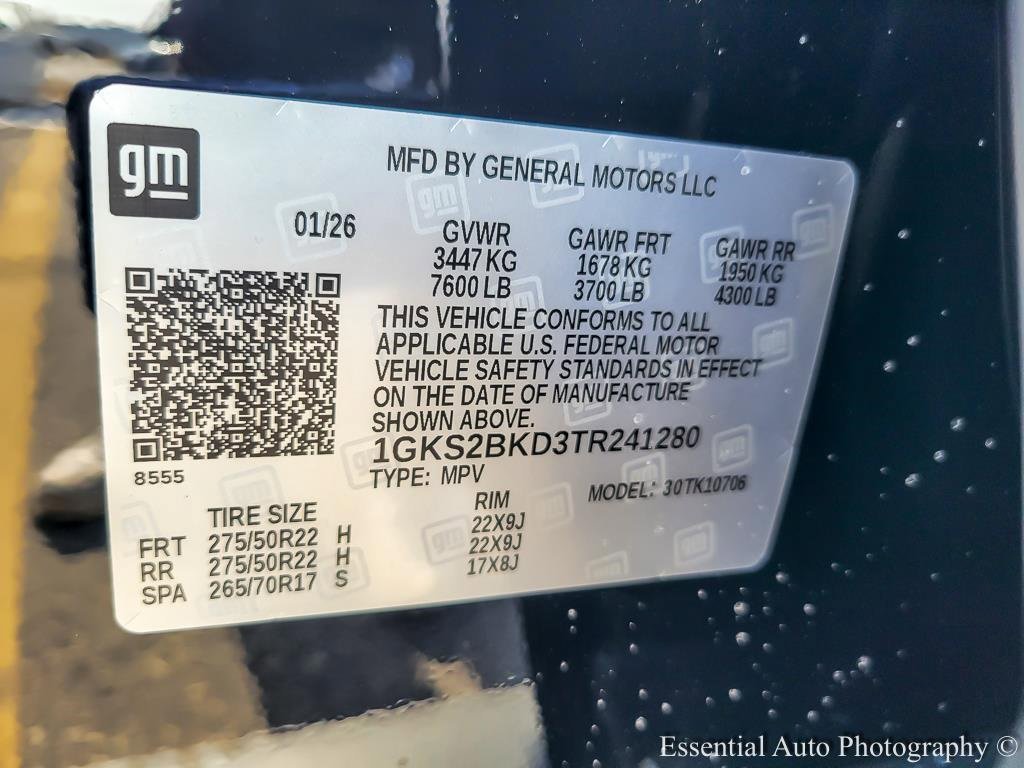 gm
MFD BY GENERAL MOTORS LLC
01/26
GVWR GAWR FRT GAWR RR
3447 KG 1678 KG 1950 KG
7600 LB 3700 LB 4300 LB
THIS VEHICLE CONFORMS TO ALL
APPLICABLE U.S. FEDERAL MOTOR
VEHICLE SAFETY STANDARDS IN EFFECT
ON THE DATE OF MANUFACTURE
SHOWN ABOVE.
1GKS2BKD3TR241280
8555
TYPE: MPV MODEL: 30TK10706
TIRE SIZE RIM
FRT 275/50R22 H 22X9J
RR 275/50R22 H 22X9J
SPA 265/70R17 S 17X8J
Essential Auto Photography ©